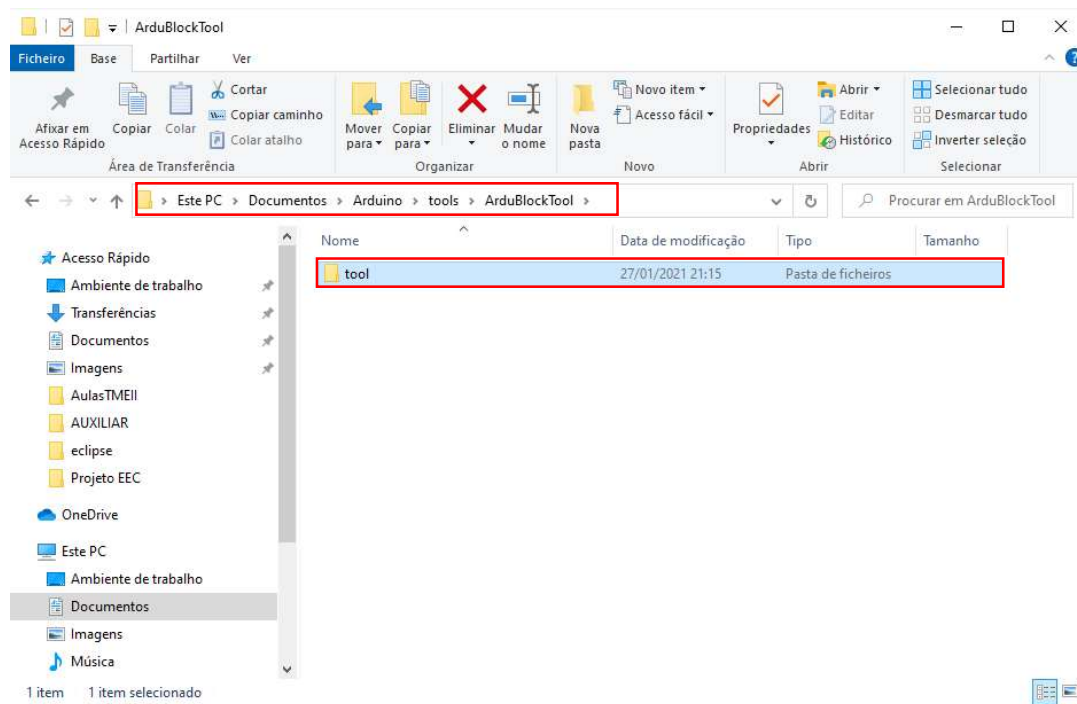 ArduBlockTool
Ficheiro Base Partilhar Ver
Afixar em Acesso Rápido
Copiar
Colar
Cortar
Copiar caminho
Colar atalho
Mover para
Copiar para
Eliminar
Mudar o nome
Nova pasta
Novo item
Acesso fácil
Propriedades
Abrir
Editar
Histórico
Selecionar tudo
Desmarcar tudo
Inverter seleção
Área de Transferência Organizar Novo Abrir Selecionar
Este PC > Documentos > Arduino > tools > ArduBlockTool >
Procurar em ArduBlockTool
Nome Data de modificação Tipo Tamanho
tool 27/01/2021 21:15 Pasta de ficheiros
Acesso Rápido
Ambiente de trabalho
Transferências
Documentos
Imagens
AulasTMEII
AUXILIAR
eclipse
Projeto EEC
OneDrive
Este PC
Ambiente de trabalho
Documentos
Imagens
Música
1 item 1 item selecionado